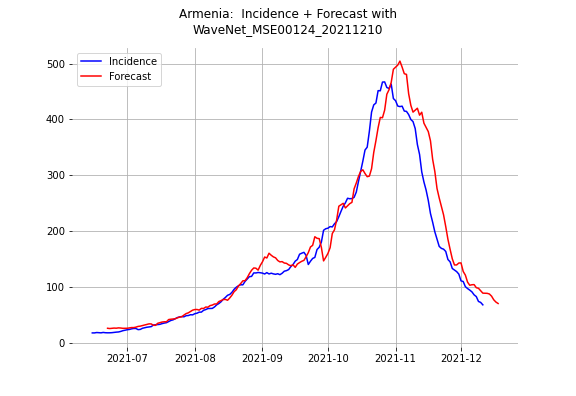 Armenia:  Incidence + Forecast with
WaveNet_MSE00124_20211210
Incidence
Forecast
500
400
300
200
100
0
2021-07 2021-08 2021-09 2021-10 2021-11 2021-12